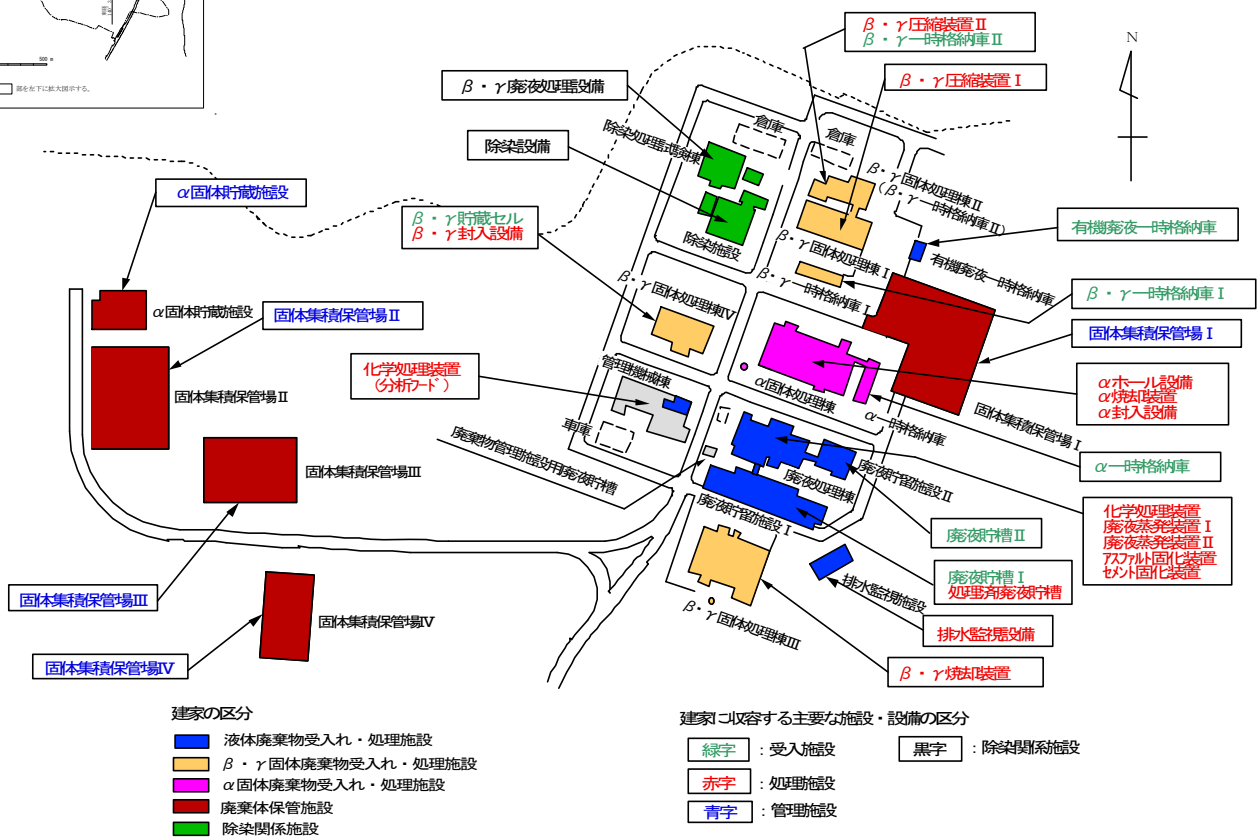 500 m
部を左下に拡大図示する。
β・γ圧縮装置Ⅱ
β・γ一時格納庫Ⅱ
N
β・γ廃液処理設備
β・γ圧縮装置Ⅰ
倉庫
倉庫
除染処理試験棟
除染設備
β・γ固体処理棟Ⅱ
(β・γ一時格納庫Ⅱ)
α固体貯蔵施設
β・γ貯蔵セル
β・γ封入設備
有機廃液一時格納庫
除染施設
β・γ固体処理棟Ⅰ
有機廃液一時格納庫
β・γ一時格納庫Ⅰ
β・γ固体処理棟Ⅳ
β・γ一時格納庫Ⅰ
α固体貯蔵施設
固体集積保管場Ⅱ
固体集積保管場Ⅰ
化学処理装置
(分析フード)
管理機械棟
α固体処理棟
αホール設備
α焼却装置
α封入設備
固体集積保管場Ⅱ
α一時格納庫
固体集積保管場Ⅰ
車庫
廃棄物管理施設用廃液貯槽
α一時格納庫
固体集積保管場Ⅲ
廃液処理棟
廃液貯留施設Ⅱ
廃液貯留施設Ⅰ
化学処理装置
廃液蒸発装置Ⅰ
廃液蒸発装置Ⅱ
アスファルト固化装置
セメント固化装置
廃液貯槽Ⅱ
廃液貯槽Ⅰ
処理済廃液貯槽
固体集積保管場Ⅲ
排水監視施設
固体集積保管場Ⅳ
β・γ固体処理棟Ⅲ
排水監視設備
固体集積保管場Ⅳ
β・γ焼却装置
建家の区分
液体廃棄物受入れ・処理施設
β・γ固体廃棄物受入れ・処理施設
α固体廃棄物受入れ・処理施設
廃棄体保管施設
除染関係施設
建家に収容する主要な施設・設備の区分
緑字 : 受入施設
黒字 : 除染関係施設
赤字 : 処理施設
青字 : 管理施設